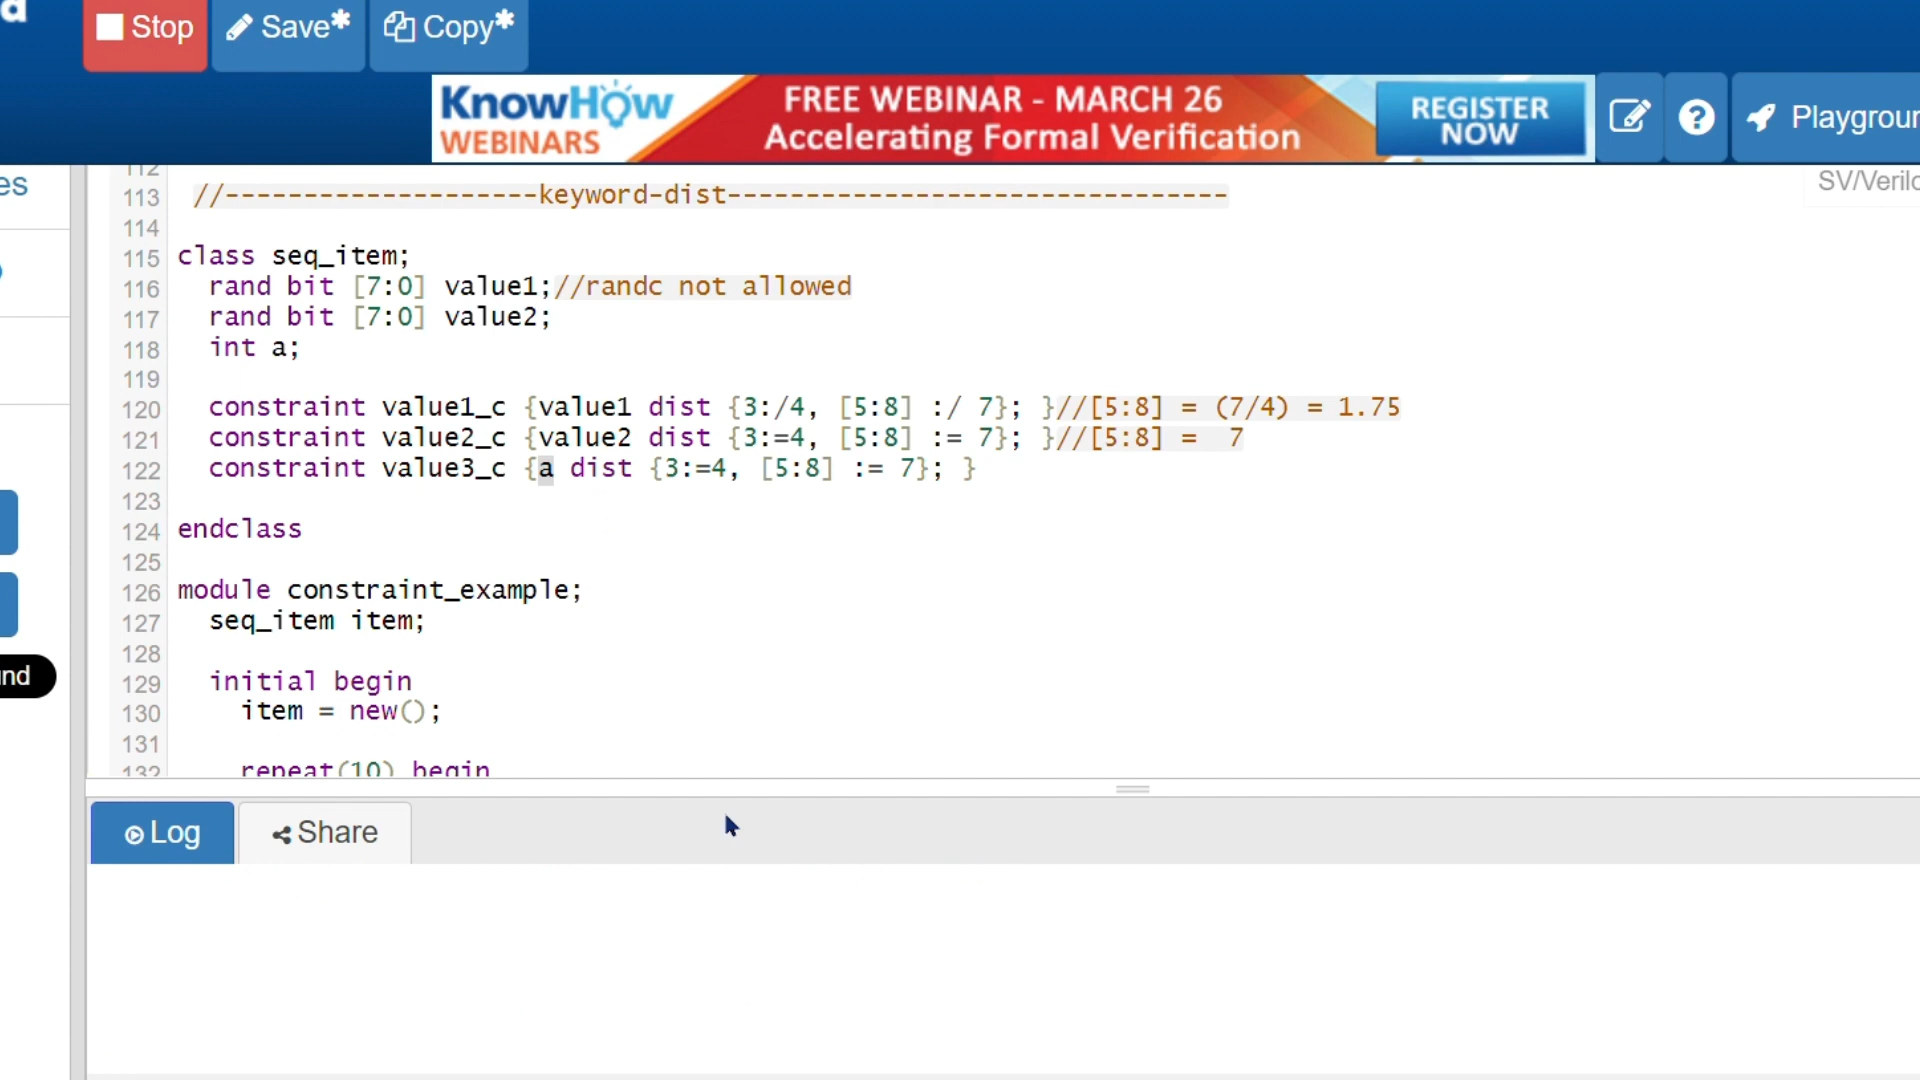 Stop
Save*
Copy*
KnowHow
WEBINARS
FREE WEBINAR - MARCH 26
Accelerating Formal Verification
REGISTER
NOW
es
SV/Verilo
112
113 //--------------------keyword-dist--------------------------------
114
115 class seq_item;
116 rand bit [7:0] value1;//randc not allowed
117 rand bit [7:0] value2;
118 int a;
119
120 constraint value1_c {value1 dist {3:/4, [5:8] :/ 7}; }//[5:8] = (7/4) = 1.75
121 constraint value2_c {value2 dist {3:=4, [5:8] := 7}; }//[5:8] =  7
122 constraint value3_c {a dist {3:=4, [5:8] := 7}; }
123
124 endclass
125
126 module constraint_example;
127 seq_item item;
128
129 initial begin
130 item = new();
131
132 repeat(10) begin
Log
Share